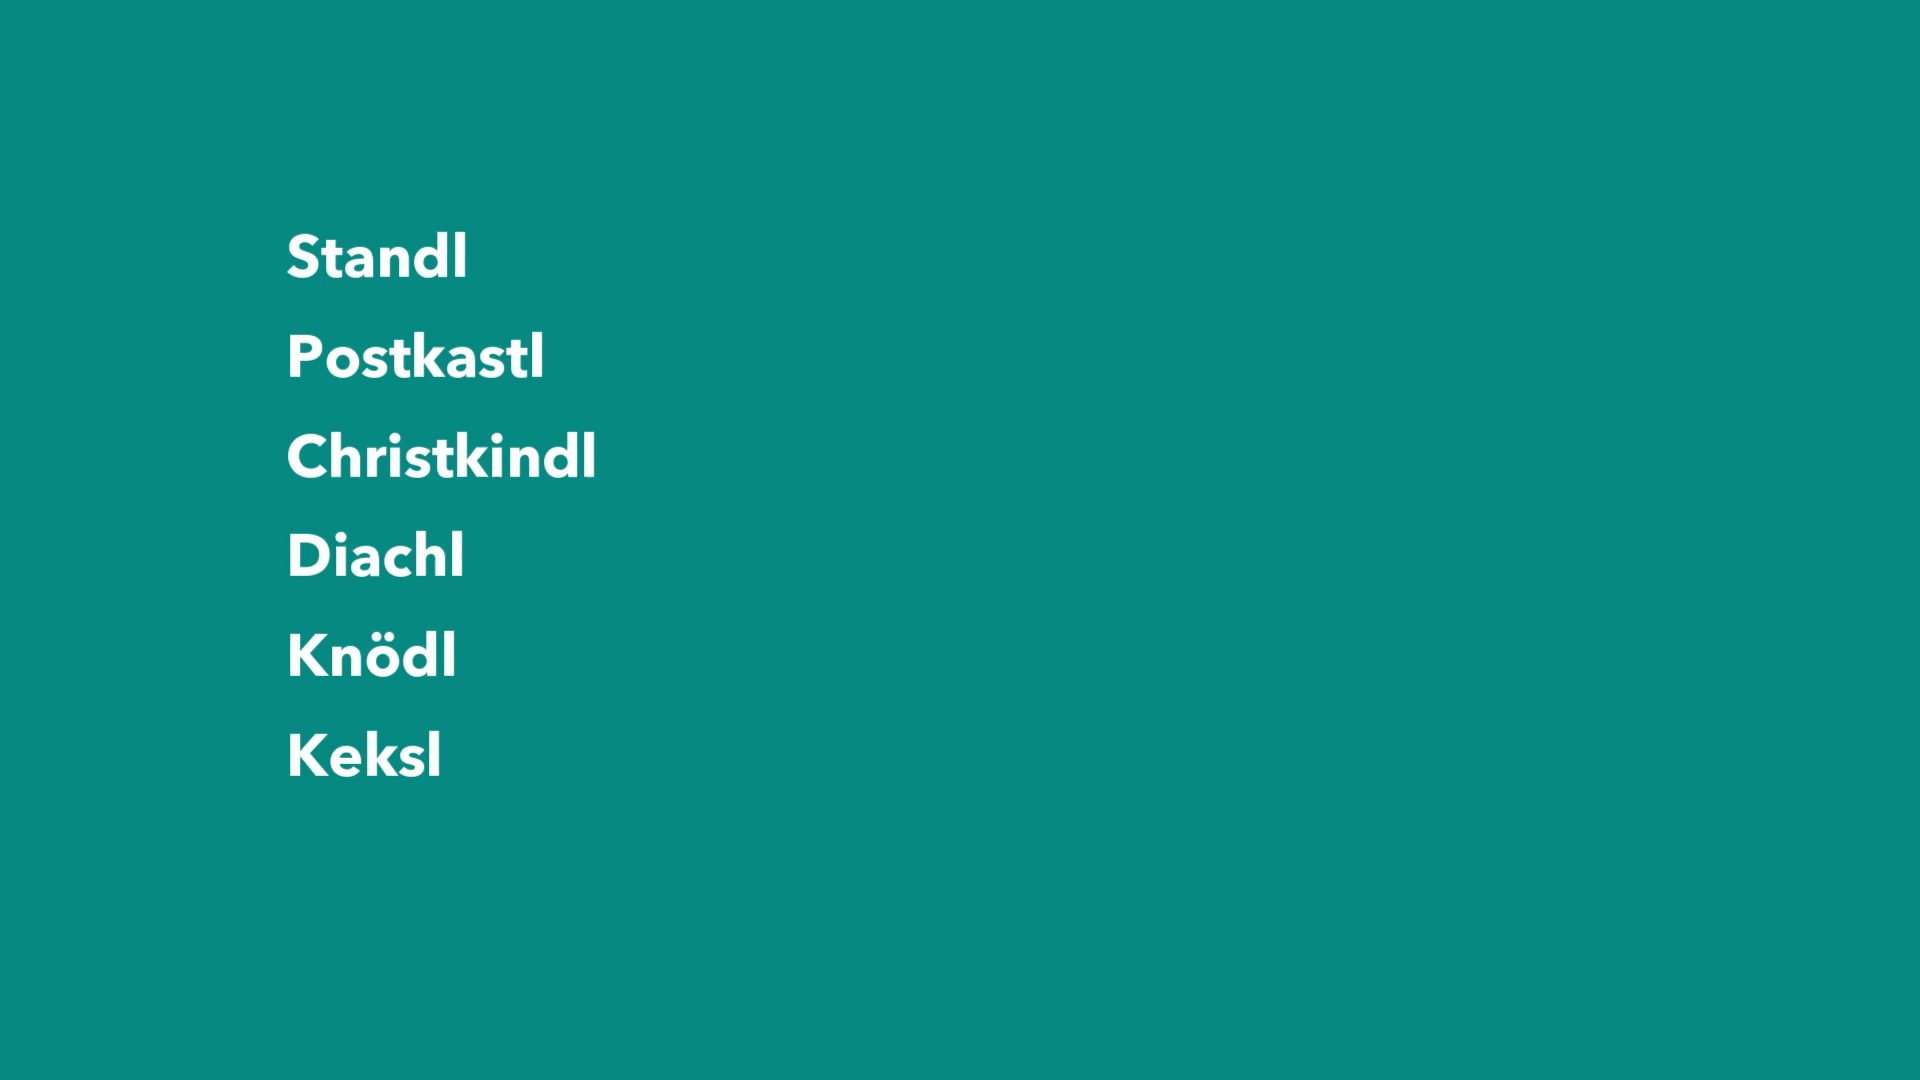 Standl
Postkastl
Christkindl
Diachl
Knödl
Keksl